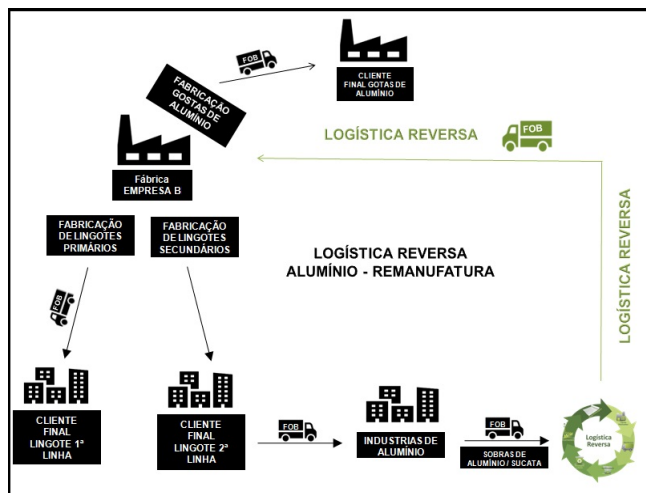 FOB
CLIENTE
FINAL GOTAS DE
ALUMÍNIO
FABRICAÇÃO
GOSTAS DE
ALUMÍNIO
LOGÍSTICA REVERSA
FOB
Fábrica
EMPRESA B
FABRICAÇÃO
DE LINGOTES
PRIMÁRIOS
FABRICAÇÃO
DE LINGOTES
SECUNDÁRIOS
LOGÍSTICA REVERSA
ALUMÍNIO - REMANUFATURA
LOGÍSTICA REVERSA
FOB
CLIENTE
FINAL
LINGOTE 1ª
LINHA
CLIENTE
FINAL
LINGOTE 2ª
LINHA
FOB
INDUSTRIAS DE
ALUMÍNIO
FOB
SOBRAS DE
ALUMÍNIO / SUCATA
Logística
Reversa